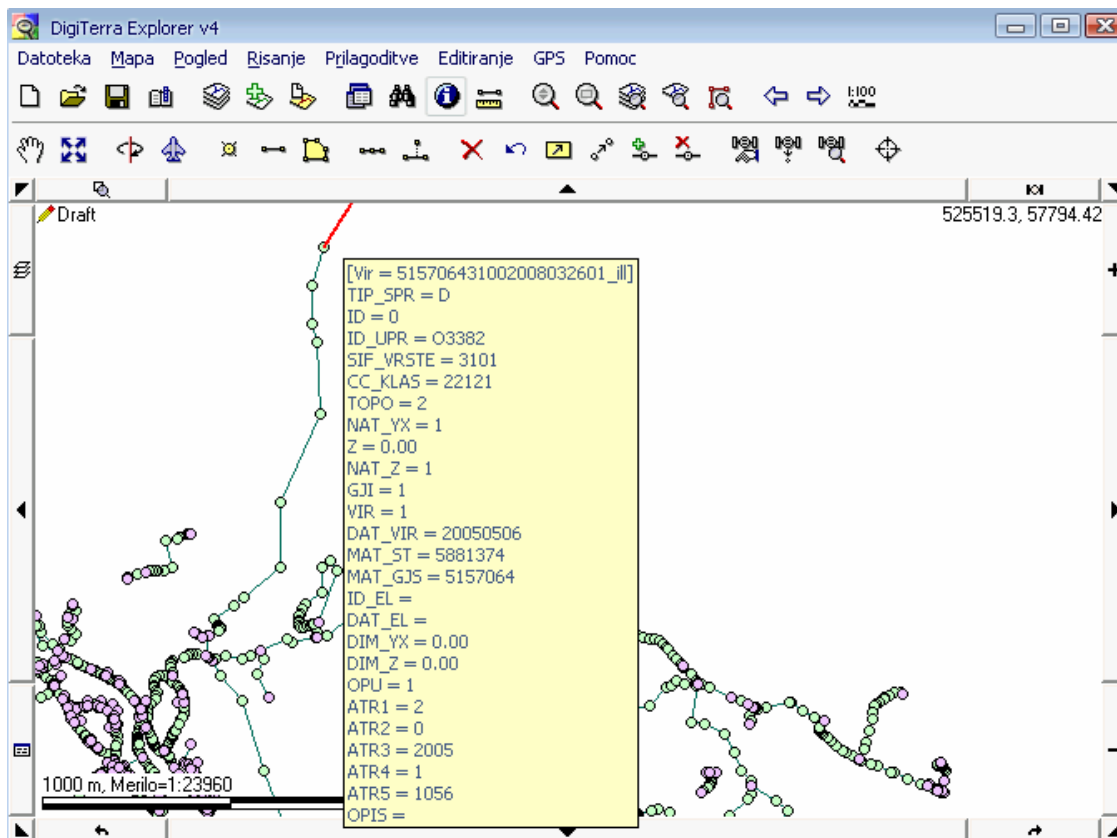 DigiTerra Explorer v4
Datoteka Mapa Pogled Risanje Prilagoditve Editiranje GPS Pomoc
1:100
Draft
525519.3, 57794.42
[Vir = 515706431002008032601_ill]
TIP_SPR = D
ID = 0
ID_UPR = O3382
SIF_VRSTE = 3101
CC_KLAS = 22121
TOPO = 2
NAT_YX = 1
Z = 0.00
NAT_Z = 1
GJI = 1
VIR = 1
DAT_VIR = 20050506
MAT_ST = 5881374
MAT_GJS = 5157064
ID_EL =
DAT_EL =
DIM_YX = 0.00
DIM_Z = 0.00
OPU = 1
ATR1 = 2
ATR2 = 0
ATR3 = 2005
ATR4 = 1
ATR5 = 1056
OPIS =
1000 m, Merilo=1:23960